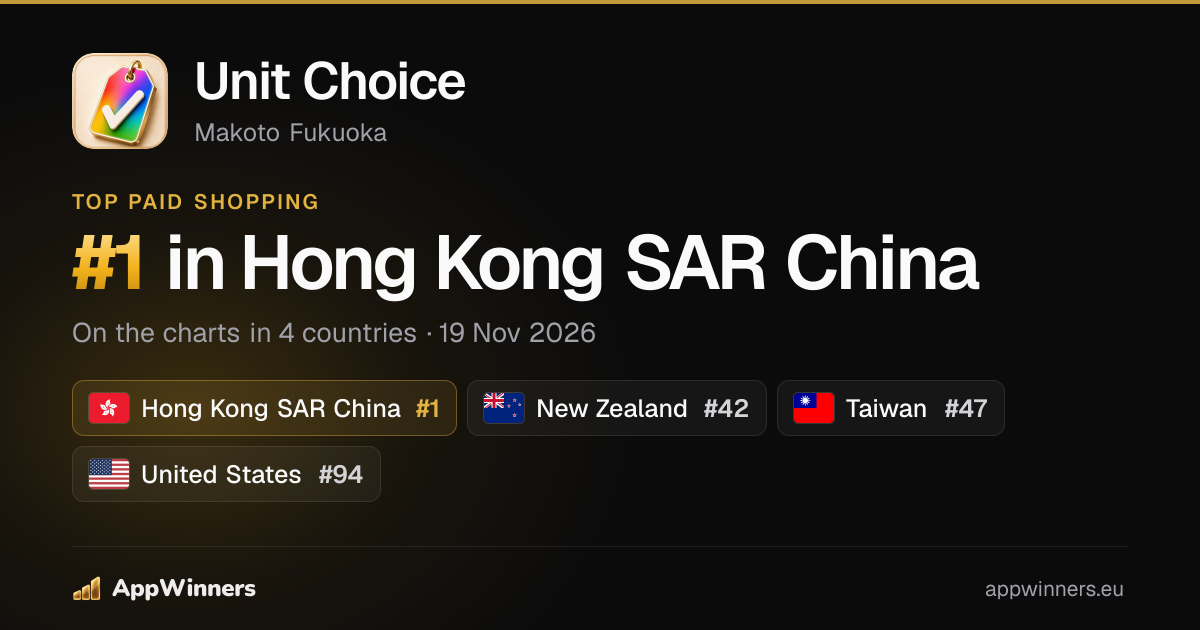 Unit Choice
Makoto Fukuoka
TOP PAID SHOPPING
#1 in Hong Kong SAR China
On the charts in 4 countries · 19 Nov 2026
Hong Kong SAR China #1
New Zealand #42
Taiwan #47
United States #94
AppWinners
appwinners.eu